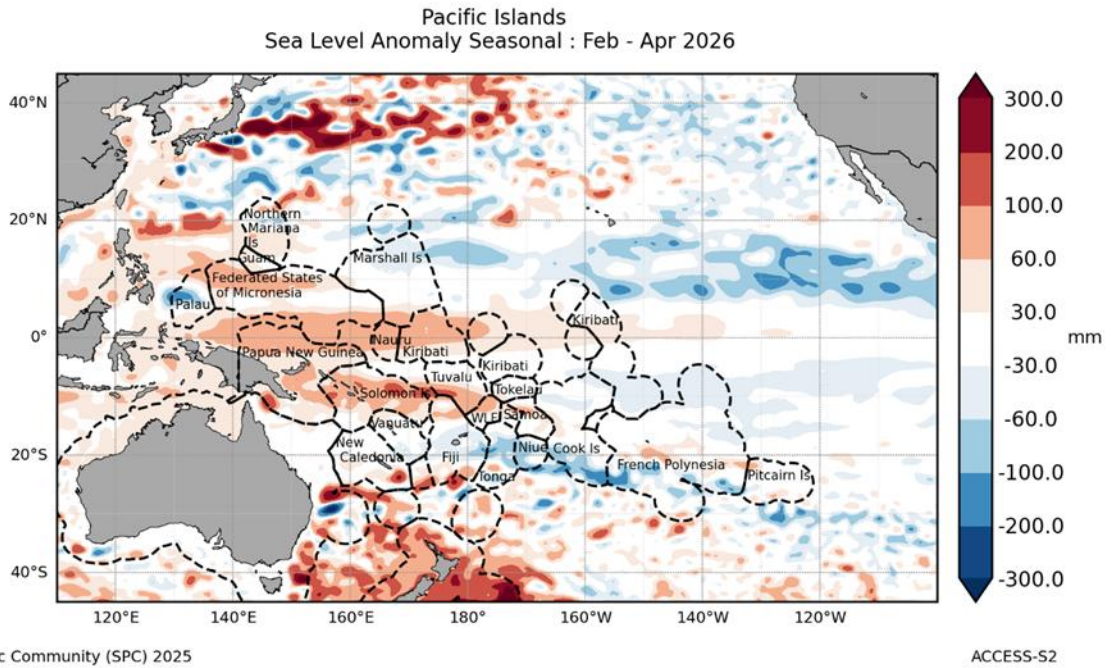 Pacific Islands
Sea Level Anomaly Seasonal : Feb - Apr 2026
40°N
20°N
0°
20°S
40°S
120°E
140°E
160°E
180°
160°W
140°W
120°W
Northern
Mariana
Is
Guam
Marshall Is
Federated States
of Micronesia
Palau
Kiribati
Nauru
Papua New Guinea
Kiribati
Kiribati
Tuvalu
Solomon Is
Tokelau
WLF
Samoa
Vanuatu
New
Caledonia
Fiji
Niue
Cook Is
French Polynesia
Tonga
Pitcairn Is
300.0
200.0
100.0
60.0
30.0
-30.0
-60.0
-100.0
-200.0
-300.0
mm
c Community (SPC) 2025
ACCESS-S2